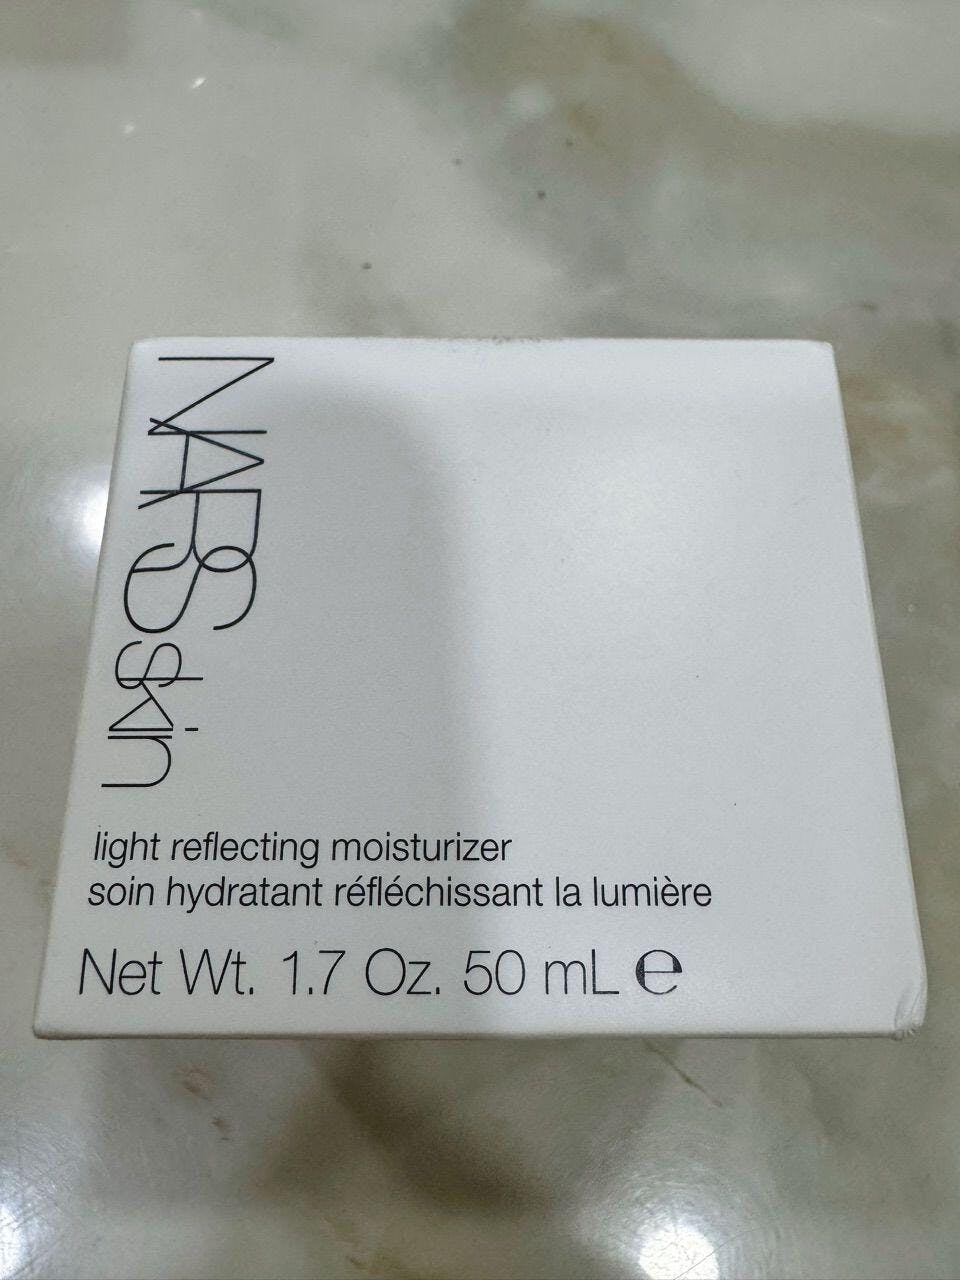 NARSskin
light reflecting moisturizer
soin hydratant réfléchissant la lumière
Net Wt. 1.7 Oz. 50 mL ℮